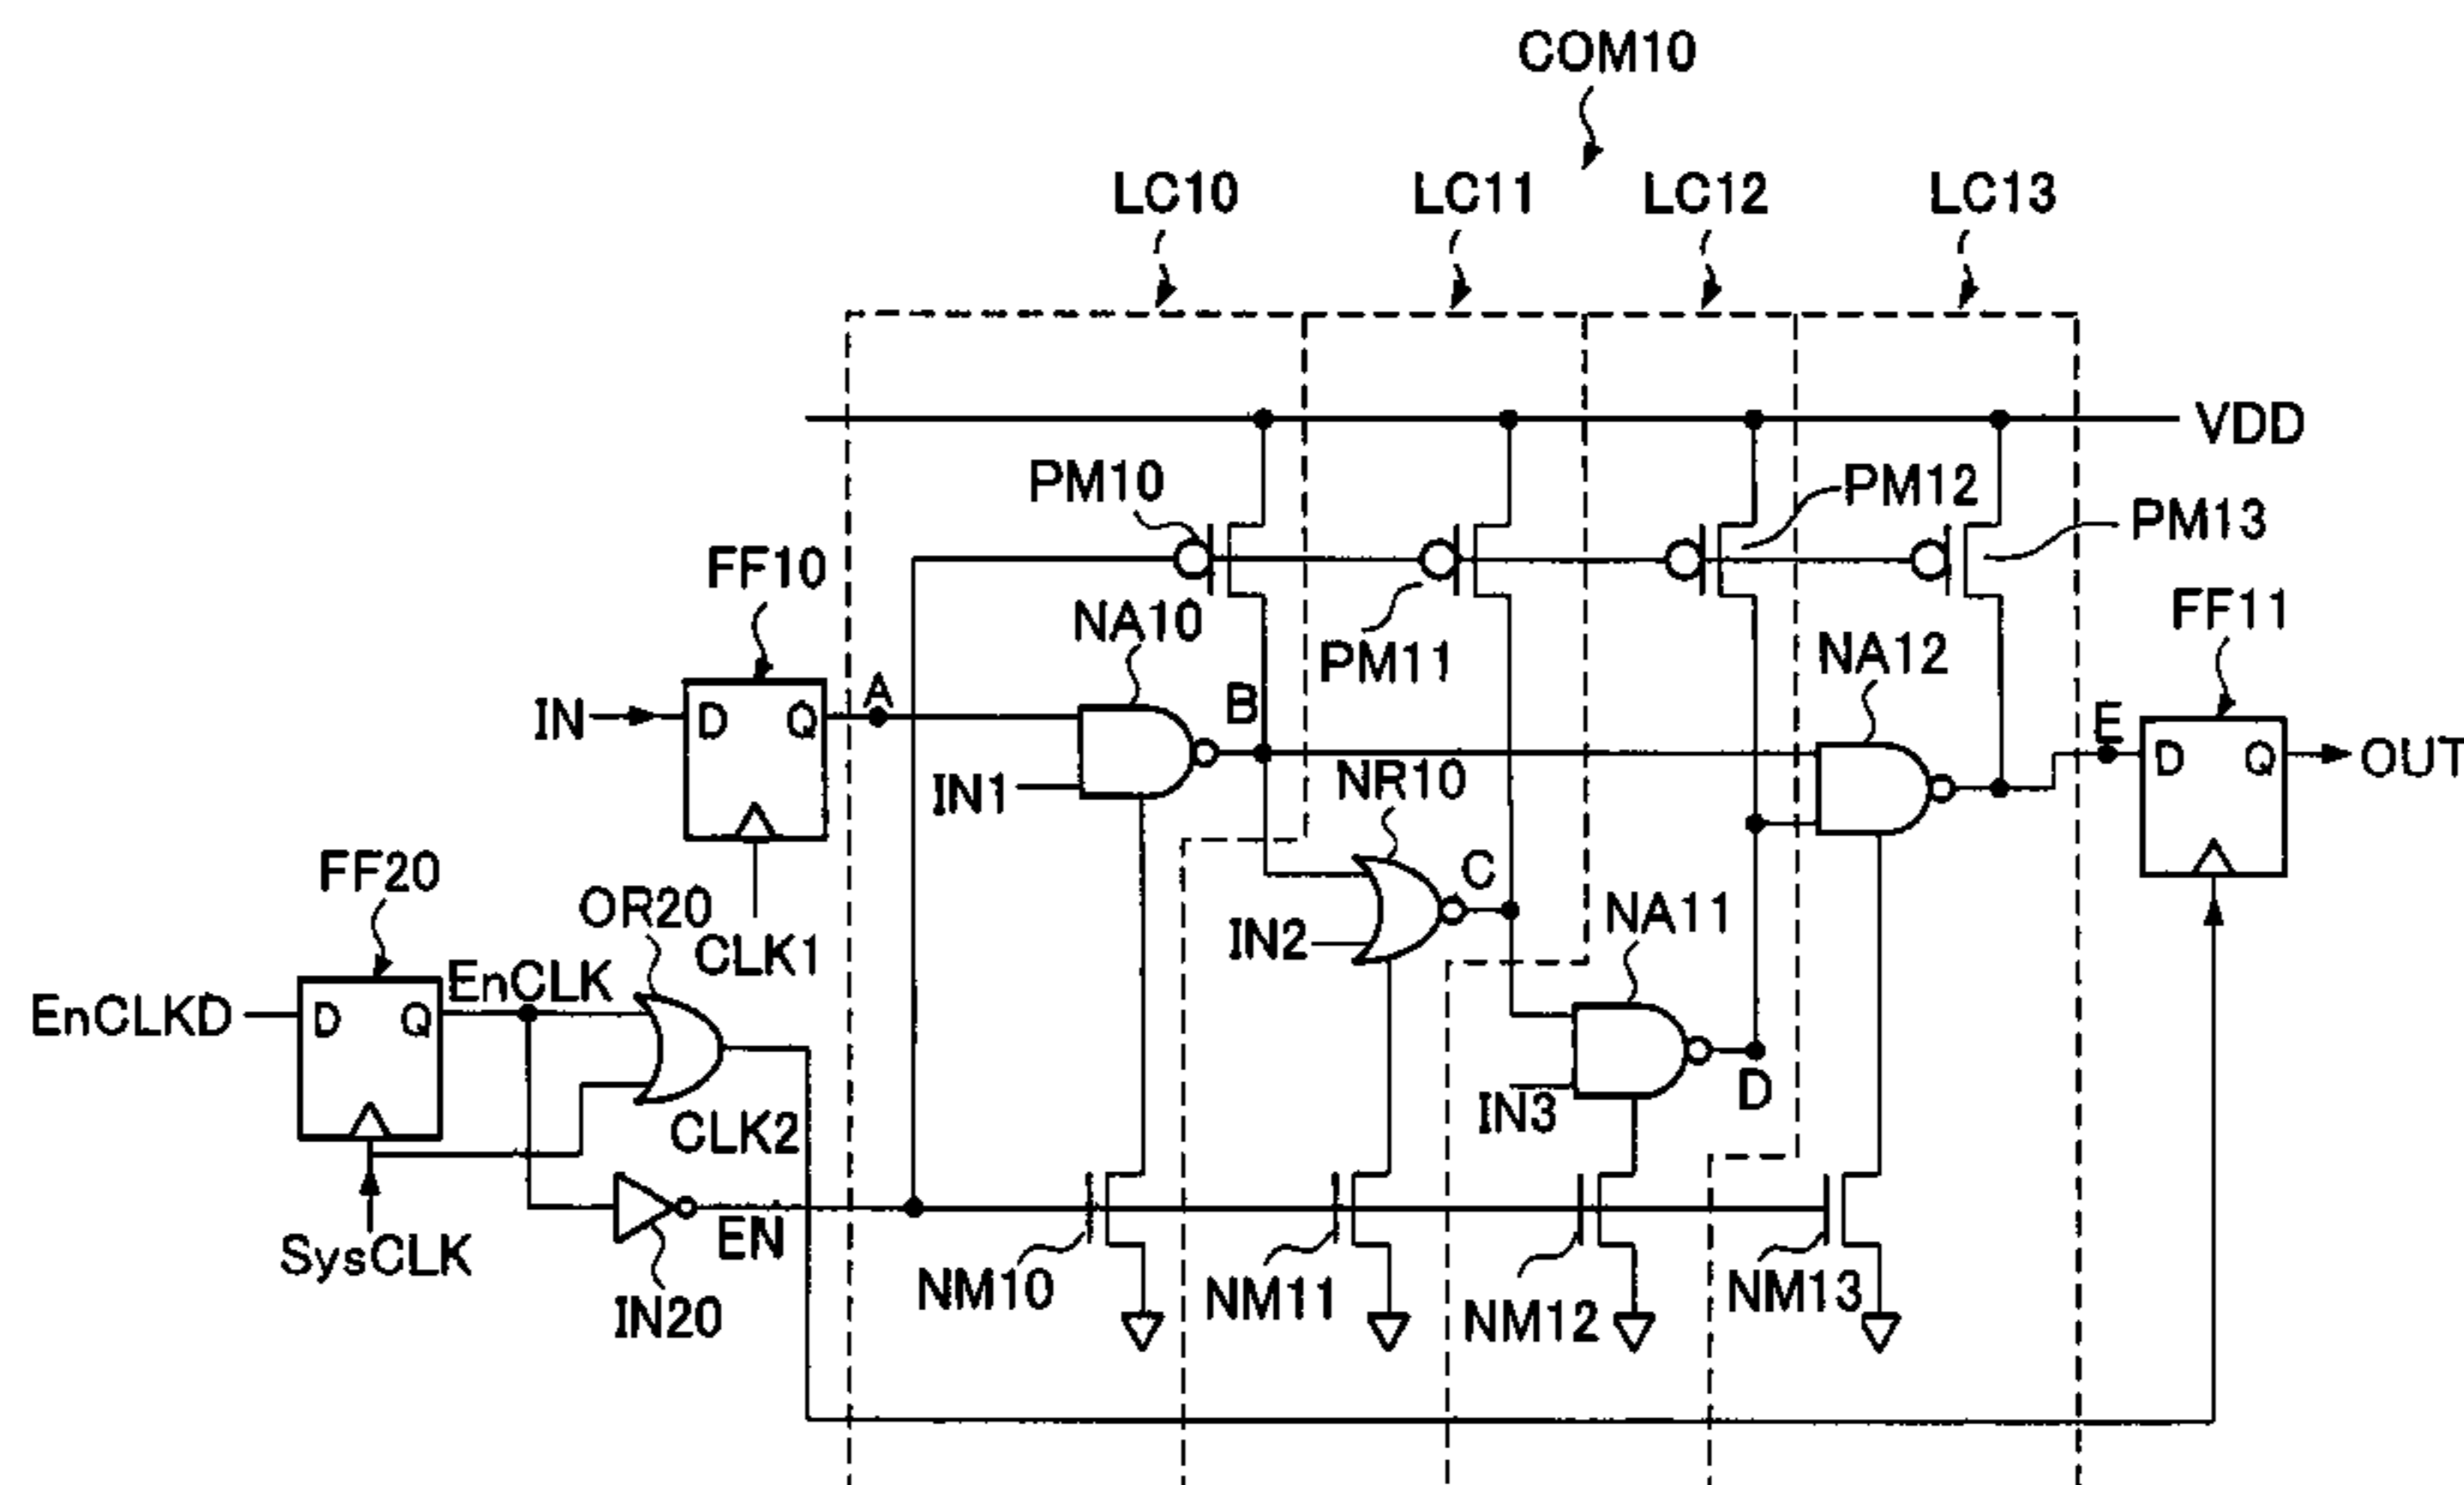 COM10
LC10 LC11 LC12 LC13
VDD
PM10 PM12
PM13
FF10 NA10 PM11 NA12 FF11
IN D Q A B E D Q OUT
IN1 NR10
FF20 OR20 C NA11
CLK1 IN2
EnCLKD D Q EnCLK
CLK2 IN3 D
SysCLK EN
IN20 NM10 NM11 NM12 NM13